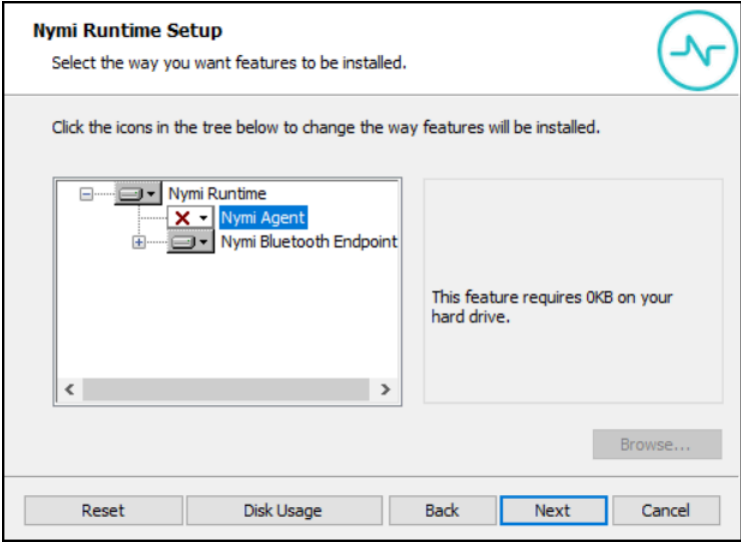 Nymi Runtime Setup
Select the way you want features to be installed.
Click the icons in the tree below to change the way features will be installed.
Nymi Runtime
Nymi Agent
Nymi Bluetooth Endpoint
This feature requires 0KB on your
hard drive.
Browse...
Reset Disk Usage Back Next Cancel